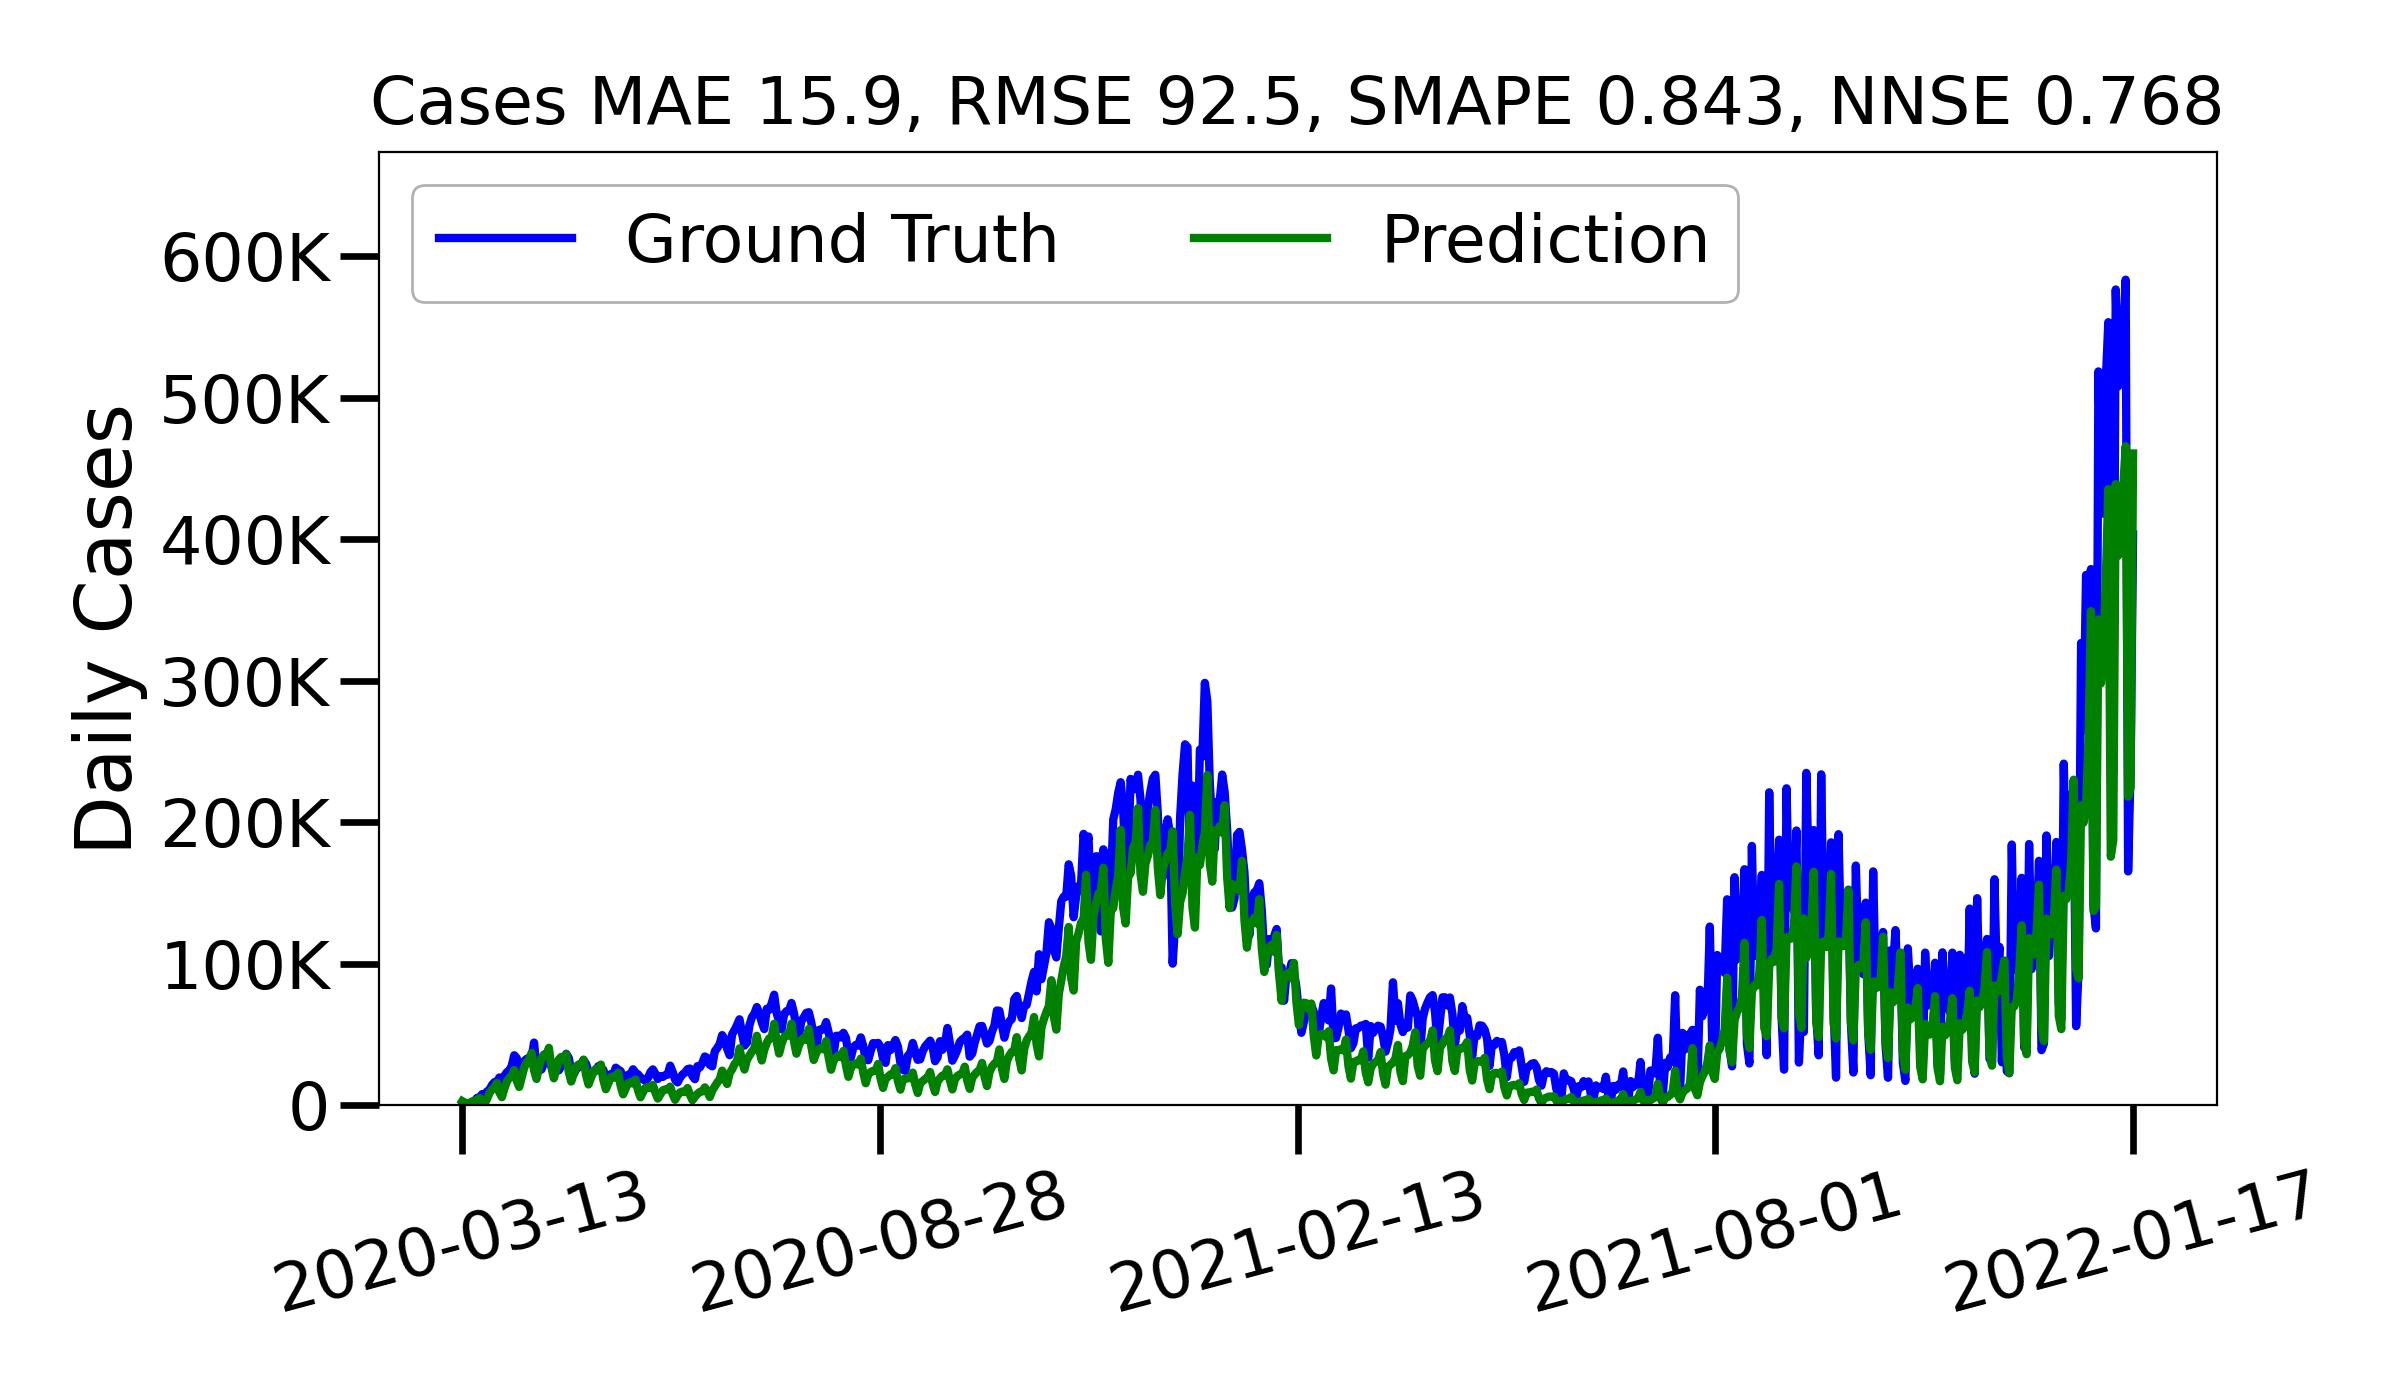 Cases MAE 15.9, RMSE 92.5, SMAPE 0.843, NNSE 0.768
Ground Truth
Prediction
Daily Cases
600K
500K
400K
300K
200K
100K
0
2020-03-13
2020-08-28
2021-02-13
2021-08-01
2022-01-17